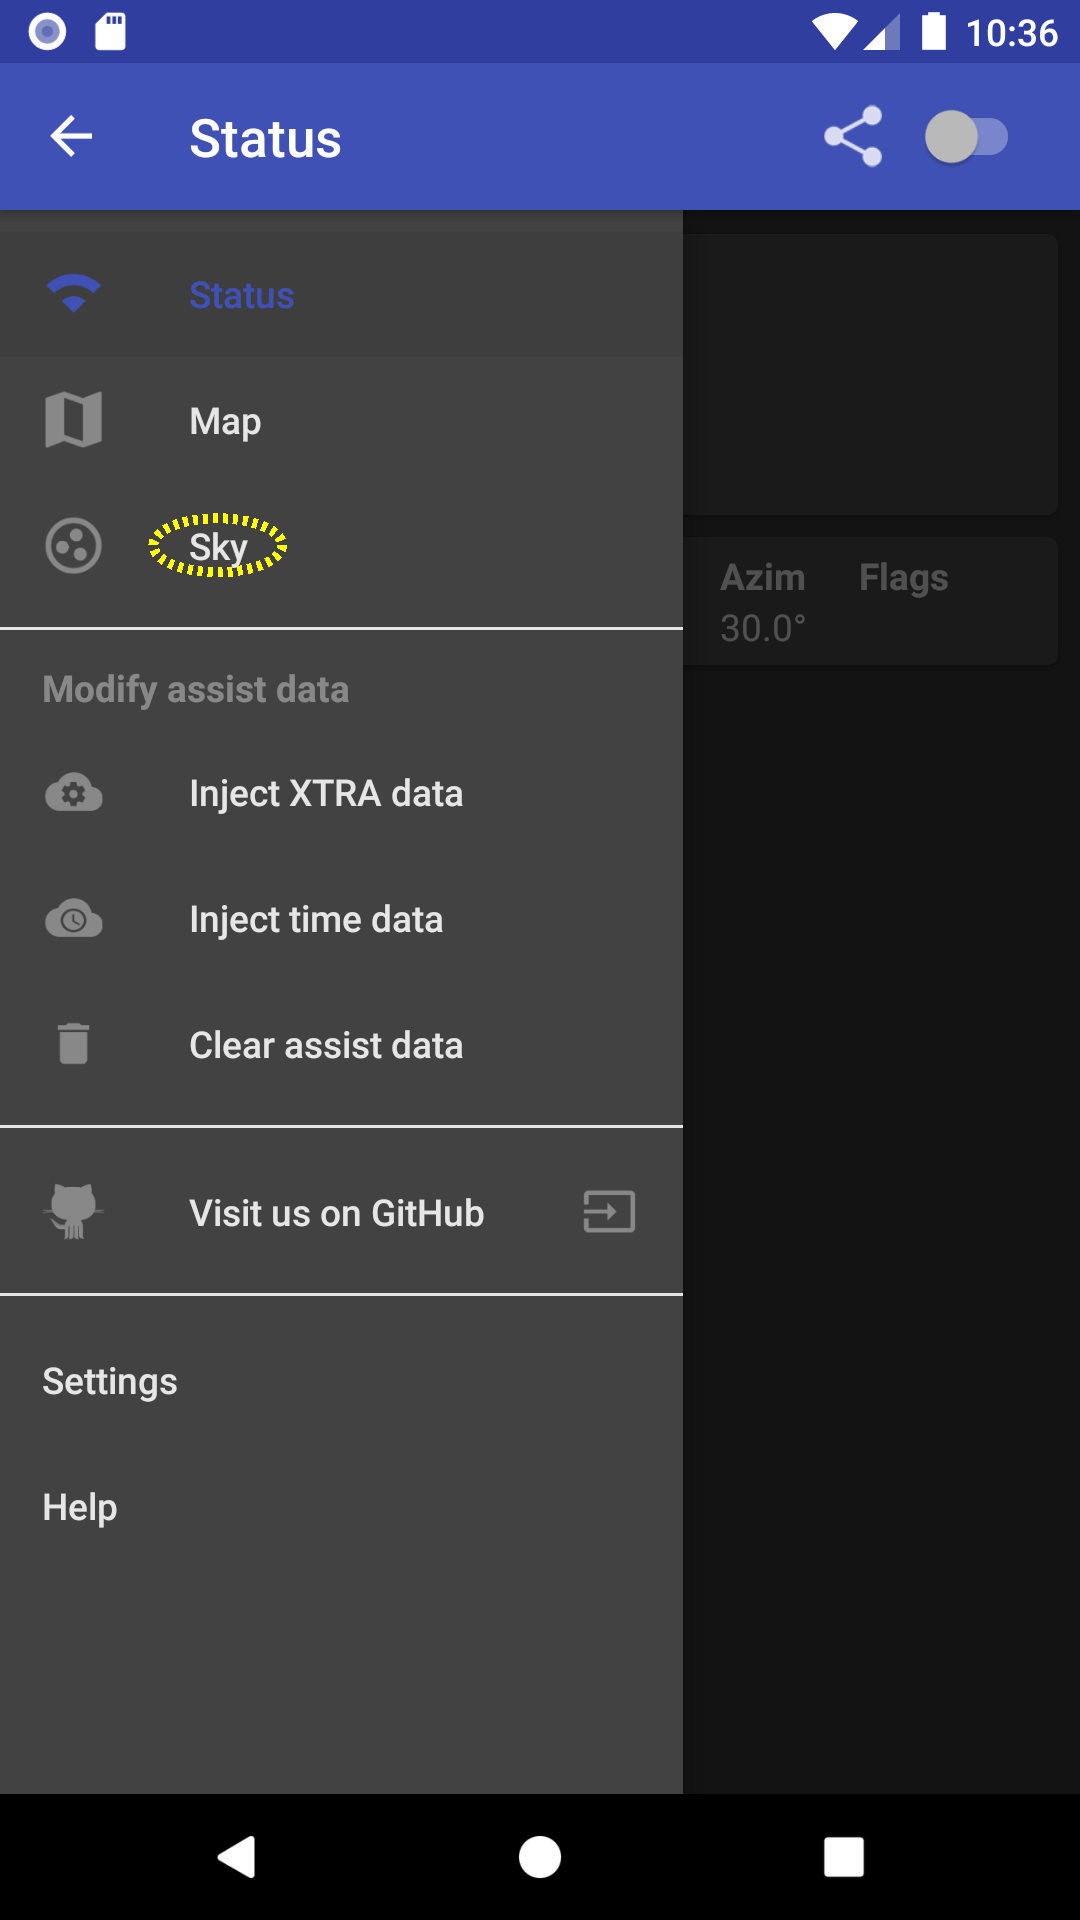 10:36
Status
Status
Map
Sky
Azim Flags
30.0°
Modify assist data
Inject XTRA data
Inject time data
Clear assist data
Visit us on GitHub
Settings
Help